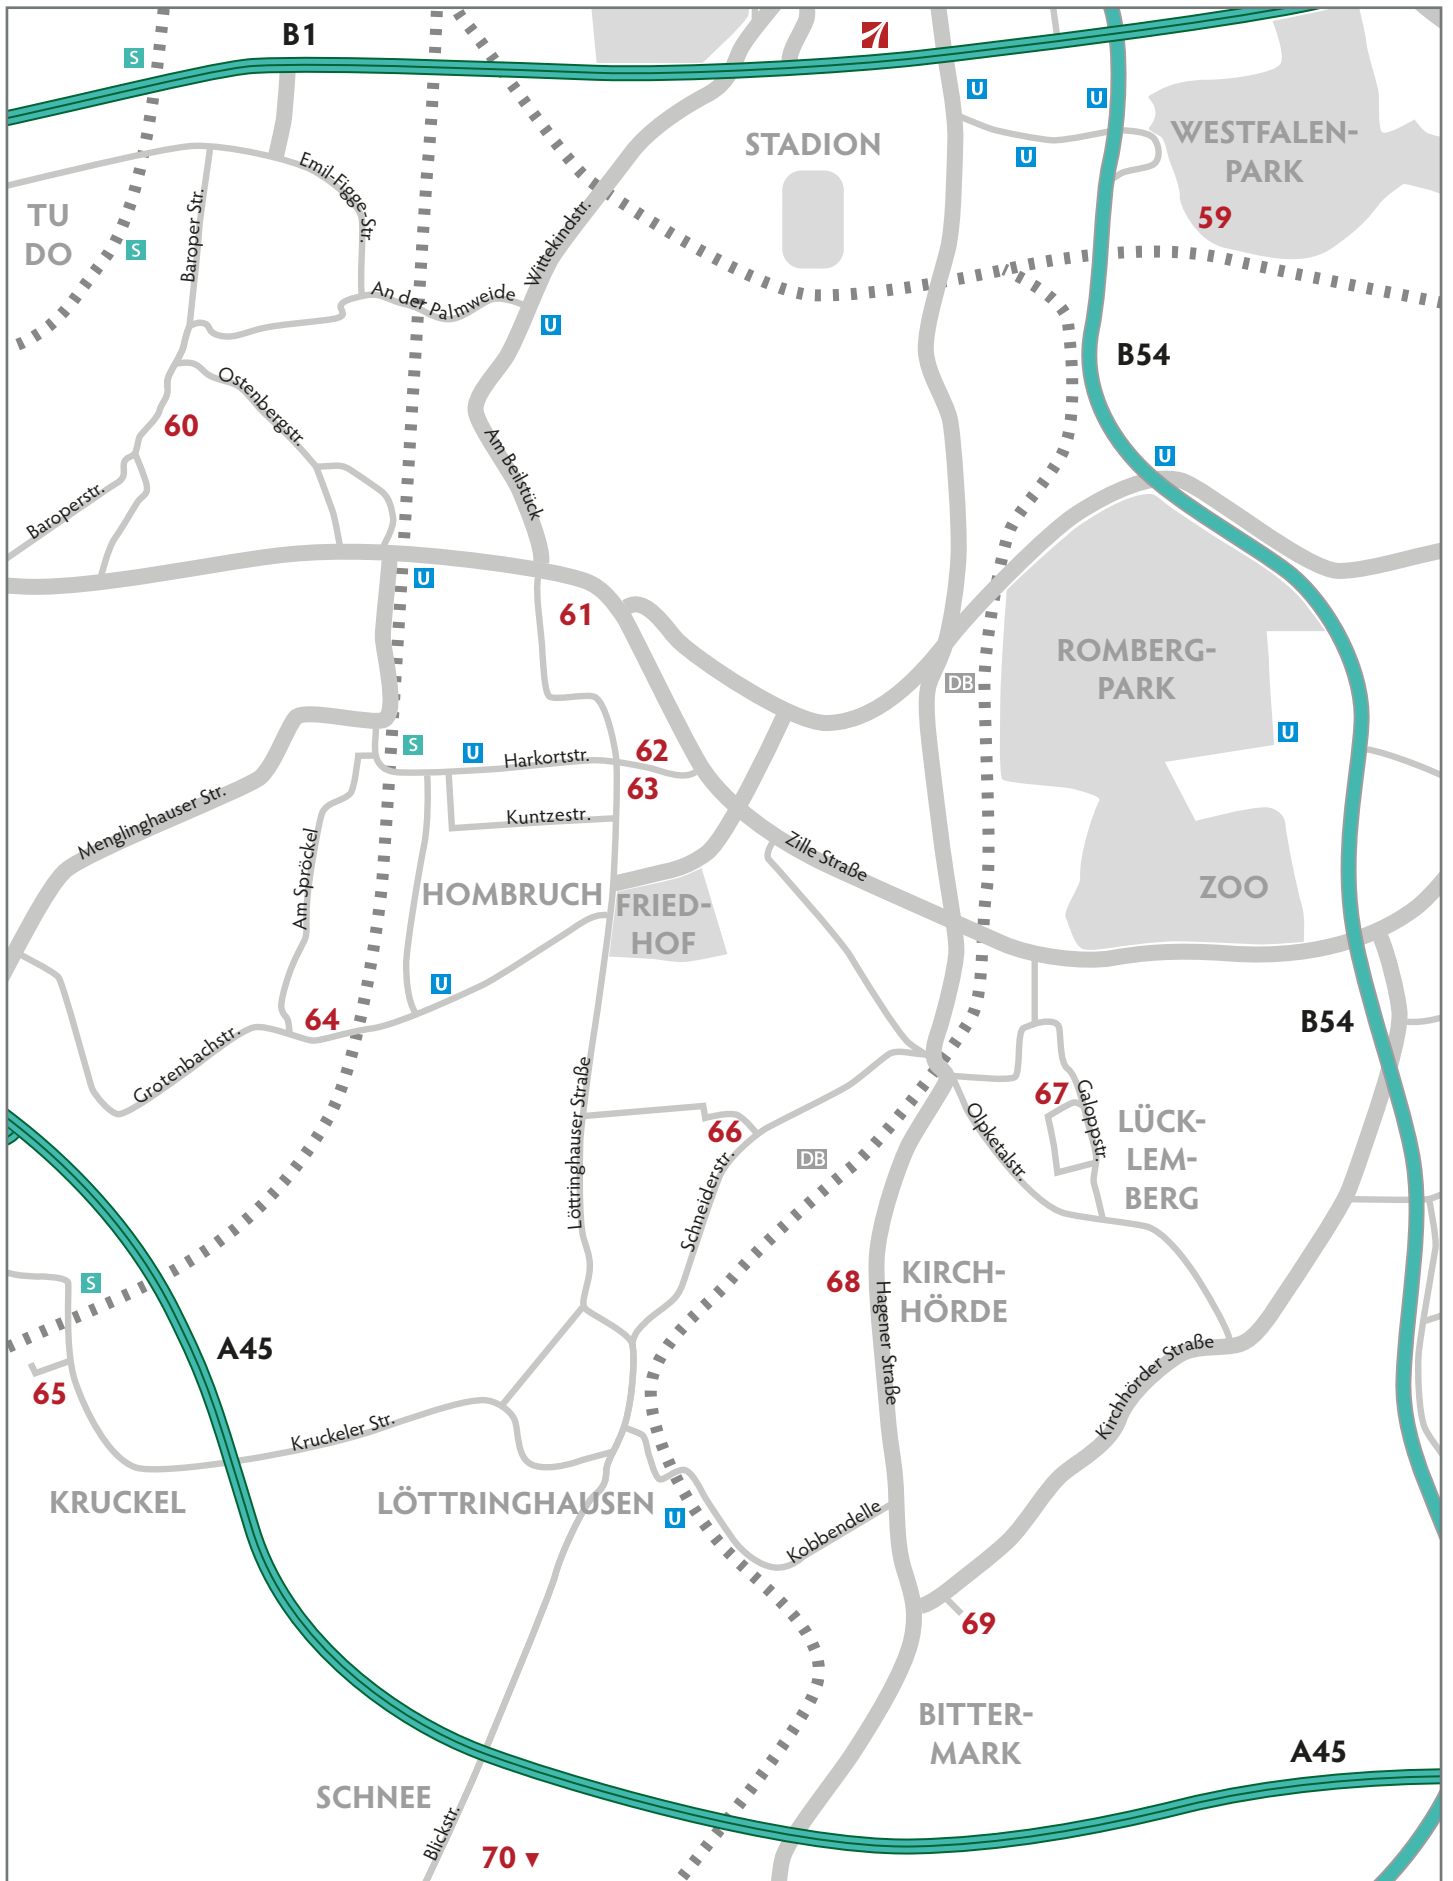 B1
S
U
U
STADION
WESTFALEN-
PARK
U
Emil-Figge-Str.
TU
DO
Baroper Str.
59
S
Wittekindstr.
An der Palmweide
U
B54
Ostenbergstr.
60
Am Beilstück
U
Baroperstr.
U
61
ROMBERG-
PARK
DB
U
S
U
Harkortstr.
62
63
Menglinghauser Str.
Kuntzestr.
Am Spröckel
Zille Straße
HOMBRUCH
FRIED-
HOF
ZOO
U
64
B54
Grotenbachstr.
Löttringhauser Straße
67
Galoppstr.
Olpketalstr.
LÜCK-
LEM-
BERG
66
DB
Schneiderstr.
S
68
KIRCH-
HÖRDE
Hagener Straße
A45
65
Kirchhörder Straße
Kruckeler Str.
KRUCKEL
LÖTTRINGHAUSEN
U
Kobbendelle
69
BITTER-
MARK
A45
SCHNEE
Blickstr.
70 ▼